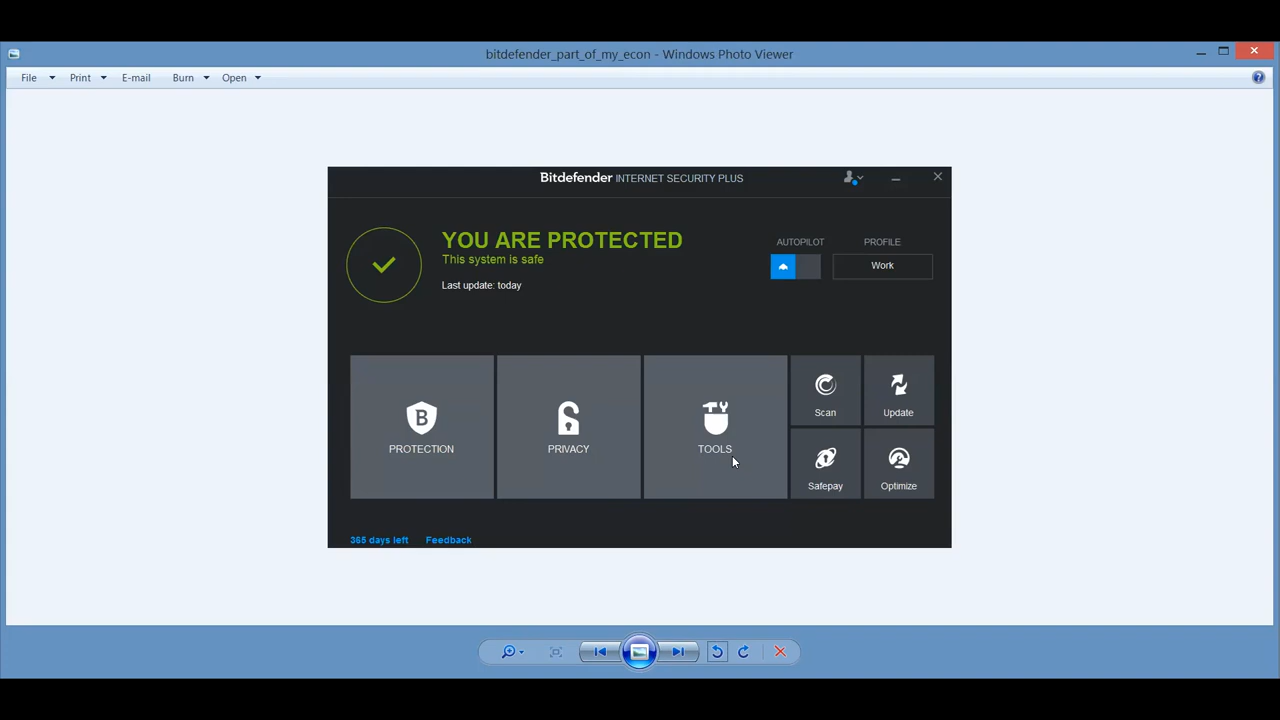 bitdefender_part_of_my_econ - Windows Photo Viewer
File Print E-mail Burn Open
Bitdefender INTERNET SECURITY PLUS
YOU ARE PROTECTED
This system is safe
Last update: today
AUTOPILOT PROFILE
Work
B
PROTECTION PRIVACY TOOLS
Scan Update
Safepay Optimize
365 days left Feedback